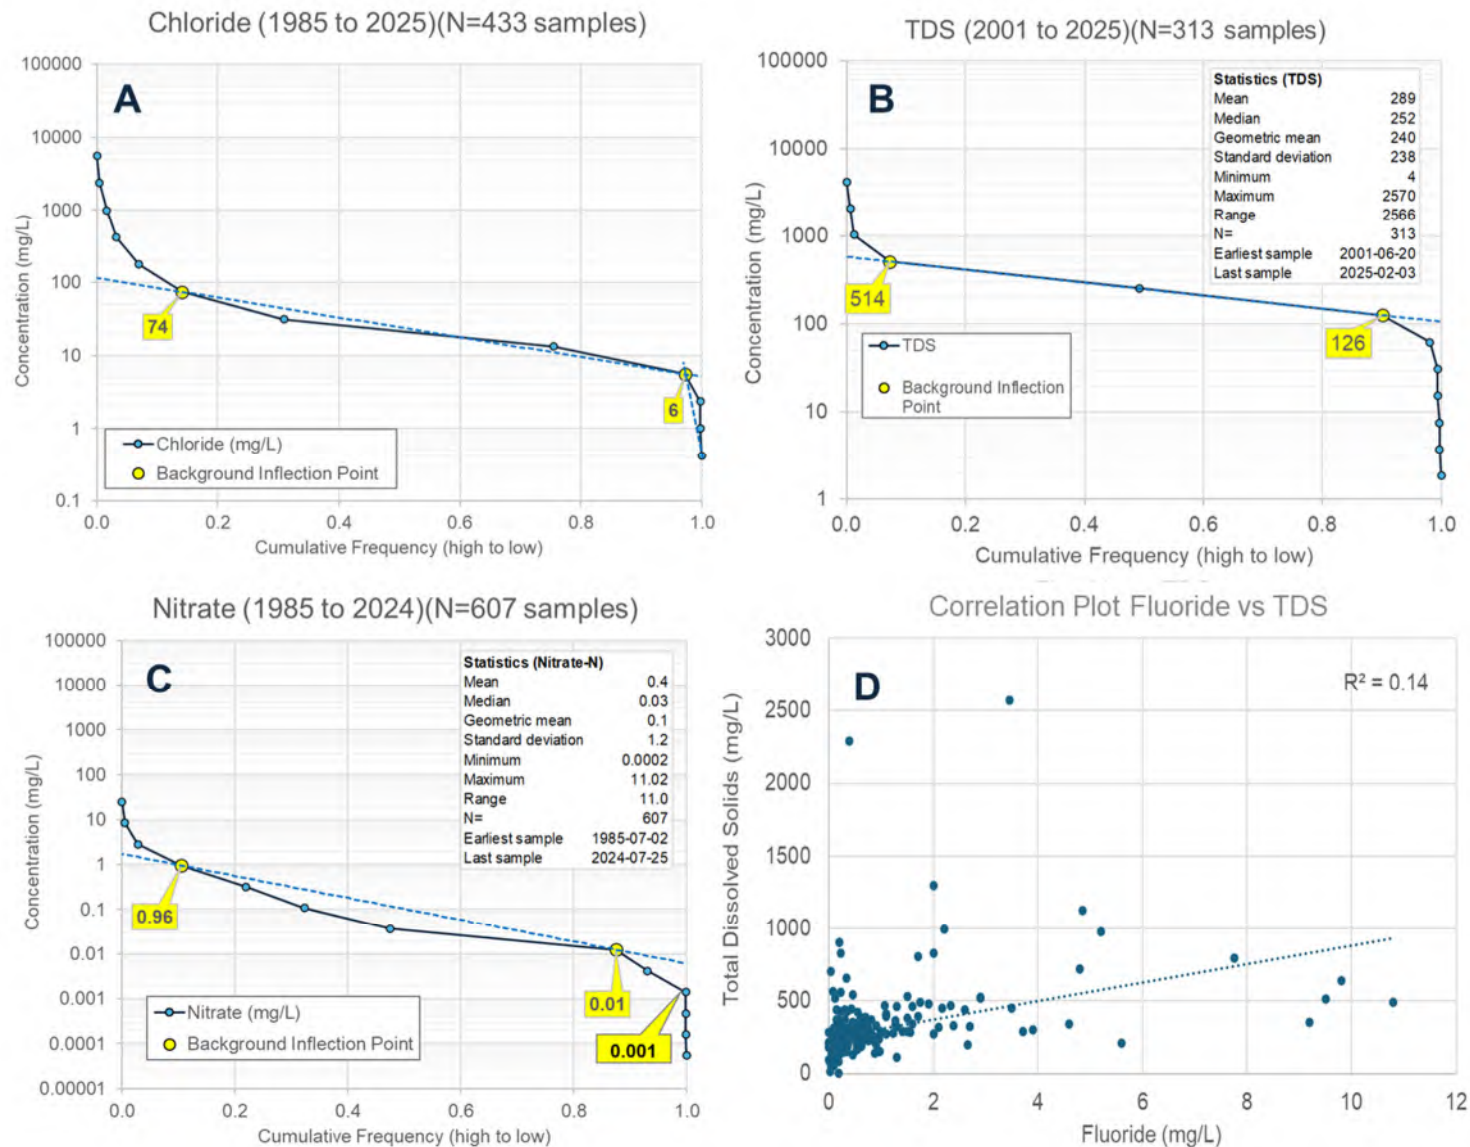 Chloride (1985 to 2025)(N=433 samples)
A
Concentration (mg/L)
100000
10000
1000
100
10
1
0.1
74
6
Chloride (mg/L)
Background Inflection Point
0.0 0.2 0.4 0.6 0.8 1.0
Cumulative Frequency (high to low)
TDS (2001 to 2025)(N=313 samples)
B
Concentration (mg/L)
100000
10000
1000
100
10
1
Statistics (TDS)
Mean 289
Median 252
Geometric mean 240
Standard deviation 238
Minimum 4
Maximum 2570
Range 2566
N= 313
Earliest sample 2001-06-20
Last sample 2025-02-03
514
126
TDS
Background Inflection
Point
0.0 0.2 0.4 0.6 0.8 1.0
Cumulative Frequency (high to low)
Nitrate (1985 to 2024)(N=607 samples)
C
Concentration (mg/L)
100000
10000
1000
100
10
1
0.1
0.01
0.001
0.0001
0.00001
Statistics (Nitrate-N)
Mean 0.4
Median 0.03
Geometric mean 0.1
Standard deviation 1.2
Minimum 0.0002
Maximum 11.02
Range 11.0
N= 607
Earliest sample 1985-07-02
Last sample 2024-07-25
0.96
0.01
0.001
Nitrate (mg/L)
Background Inflection Point
0.0 0.2 0.4 0.6 0.8 1.0
Cumulative Frequency (high to low)
Correlation Plot Fluoride vs TDS
D
R² = 0.14
Total Dissolved Solids (mg/L)
3000
2500
2000
1500
1000
500
0
0 2 4 6 8 10 12
Fluoride (mg/L)